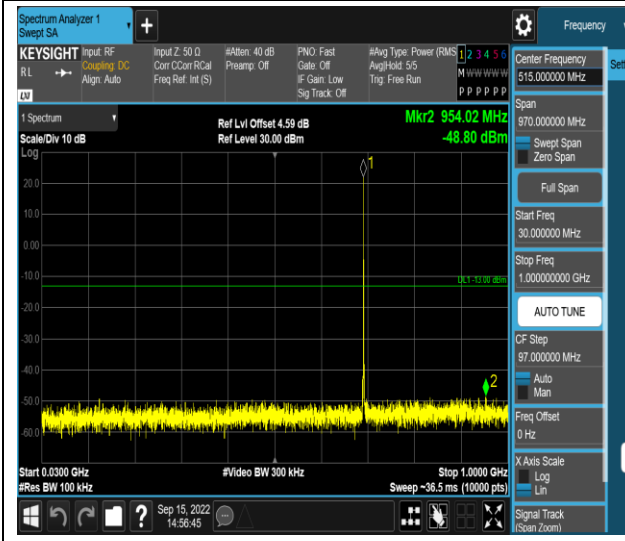 Spectrum Analyzer 1
Swept SA
Frequency
KEYSIGHT
RL
Input: RF
Coupling: DC
Align: Auto
Input Z: 50 Ω
Corr CCorr RCal
Freq Ref: Int (S)
#Atten: 40 dB
Preamp: Off
PNO: Fast
Gate: Off
IF Gain: Low
Sig Track: Off
#Avg Type: Power (RMS
Avg|Hold: 5/5
Trig: Free Run
1 2 3 4 5 6
M W W W W W
P P P P P P
LXI
1 Spectrum
Scale/Div 10 dB
Log
Ref Lvl Offset 4.59 dB
Ref Level 30.00 dBm
Mkr2 954.02 MHz
-48.80 dBm
1
20.0
10.0
0.00
-10.0
DL1 -13.00 dBm
-20.0
-30.0
-40.0
2
-50.0
-60.0
Start 0.0300 GHz
#Res BW 100 kHz
#Video BW 300 kHz
Stop 1.0000 GHz
Sweep ~36.5 ms (10000 pts)
?
Sep 15, 2022
14:56:45
Center Frequency
515.000000 MHz
Span
970.000000 MHz
Swept Span
Zero Span
Full Span
Start Freq
30.000000 MHz
Stop Freq
1.000000000 GHz
AUTO TUNE
CF Step
97.000000 MHz
Auto
Man
Freq Offset
0 Hz
X Axis Scale
Log
Lin
Signal Track
(Span Zoom)